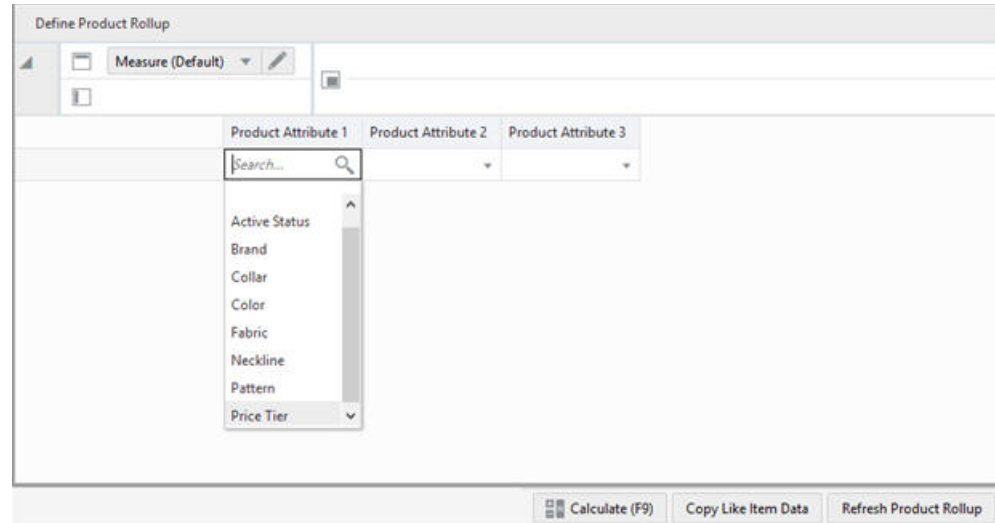 Define Product Rollup
Measure (Default)
Product Attribute 1 Product Attribute 2 Product Attribute 3
Search...
Active Status
Brand
Collar
Color
Fabric
Neckline
Pattern
Price Tier
Calculate (F9) Copy Like Item Data Refresh Product Rollup